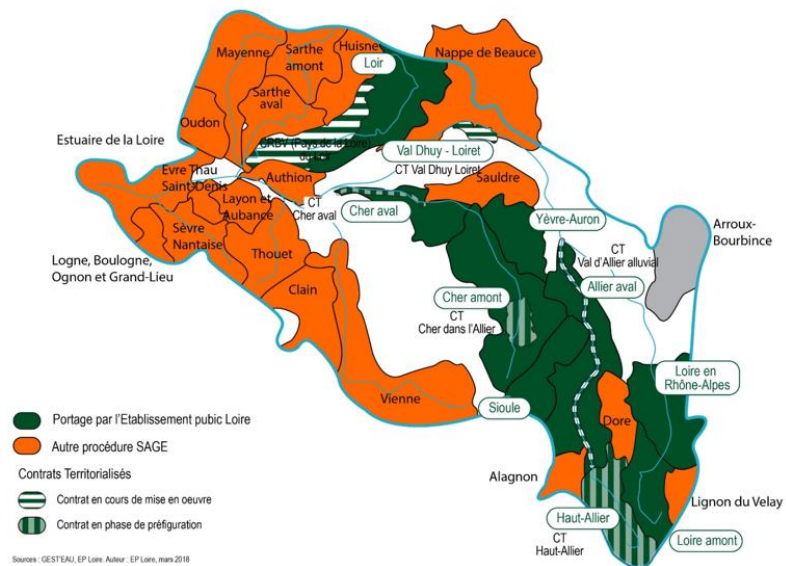 Mayenne
Sarthe
amont
Huisne
Loir
Nappe de Beauce
Sarthe
aval
Oudon
Estuaire de la Loire
CRBV (Pays de la Loire)
Val Dhuy - Loiret
CT Val Dhuy Loiret
Evre Thau
Saint-Denis
Authion
Layon et
Aubance
CT
Cher aval
Cher aval
Sauldre
Yèvre-Auron
Arroux-
Bourbince
Sèvre
Nantaise
Logne, Boulogne,
Ognon et Grand-Lieu
Thouet
CT
Val d'Allier alluvial
Allier aval
Clain
Cher amont
CT
Cher dans l'Allier
Loire en
Rhône-Alpes
Vienne
Sioule
Dore
Portage par l'Etablissement pubic Loire
Autre procédure SAGE
Contrats Territorialisés
Contrat en cours de mise en oeuvre
Contrat en phase de préfiguration
Alagnon
Lignon du Velay
Haut-Allier
CT
Haut-Allier
Loire amont
Sources : GEST'EAU, EP Loire. Auteur : EP Loire, mars 2018